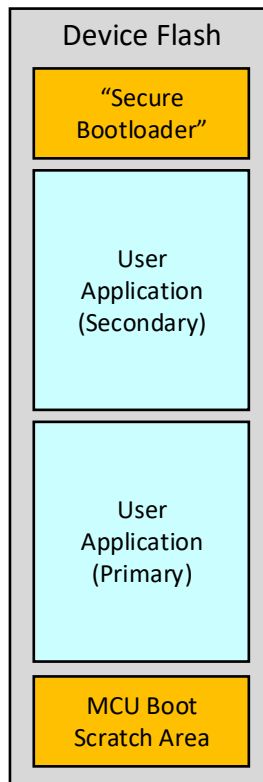 Device Flash
“Secure
Bootloader”
User
Application
(Secondary)
User
Application
(Primary)
MCU Boot
Scratch Area